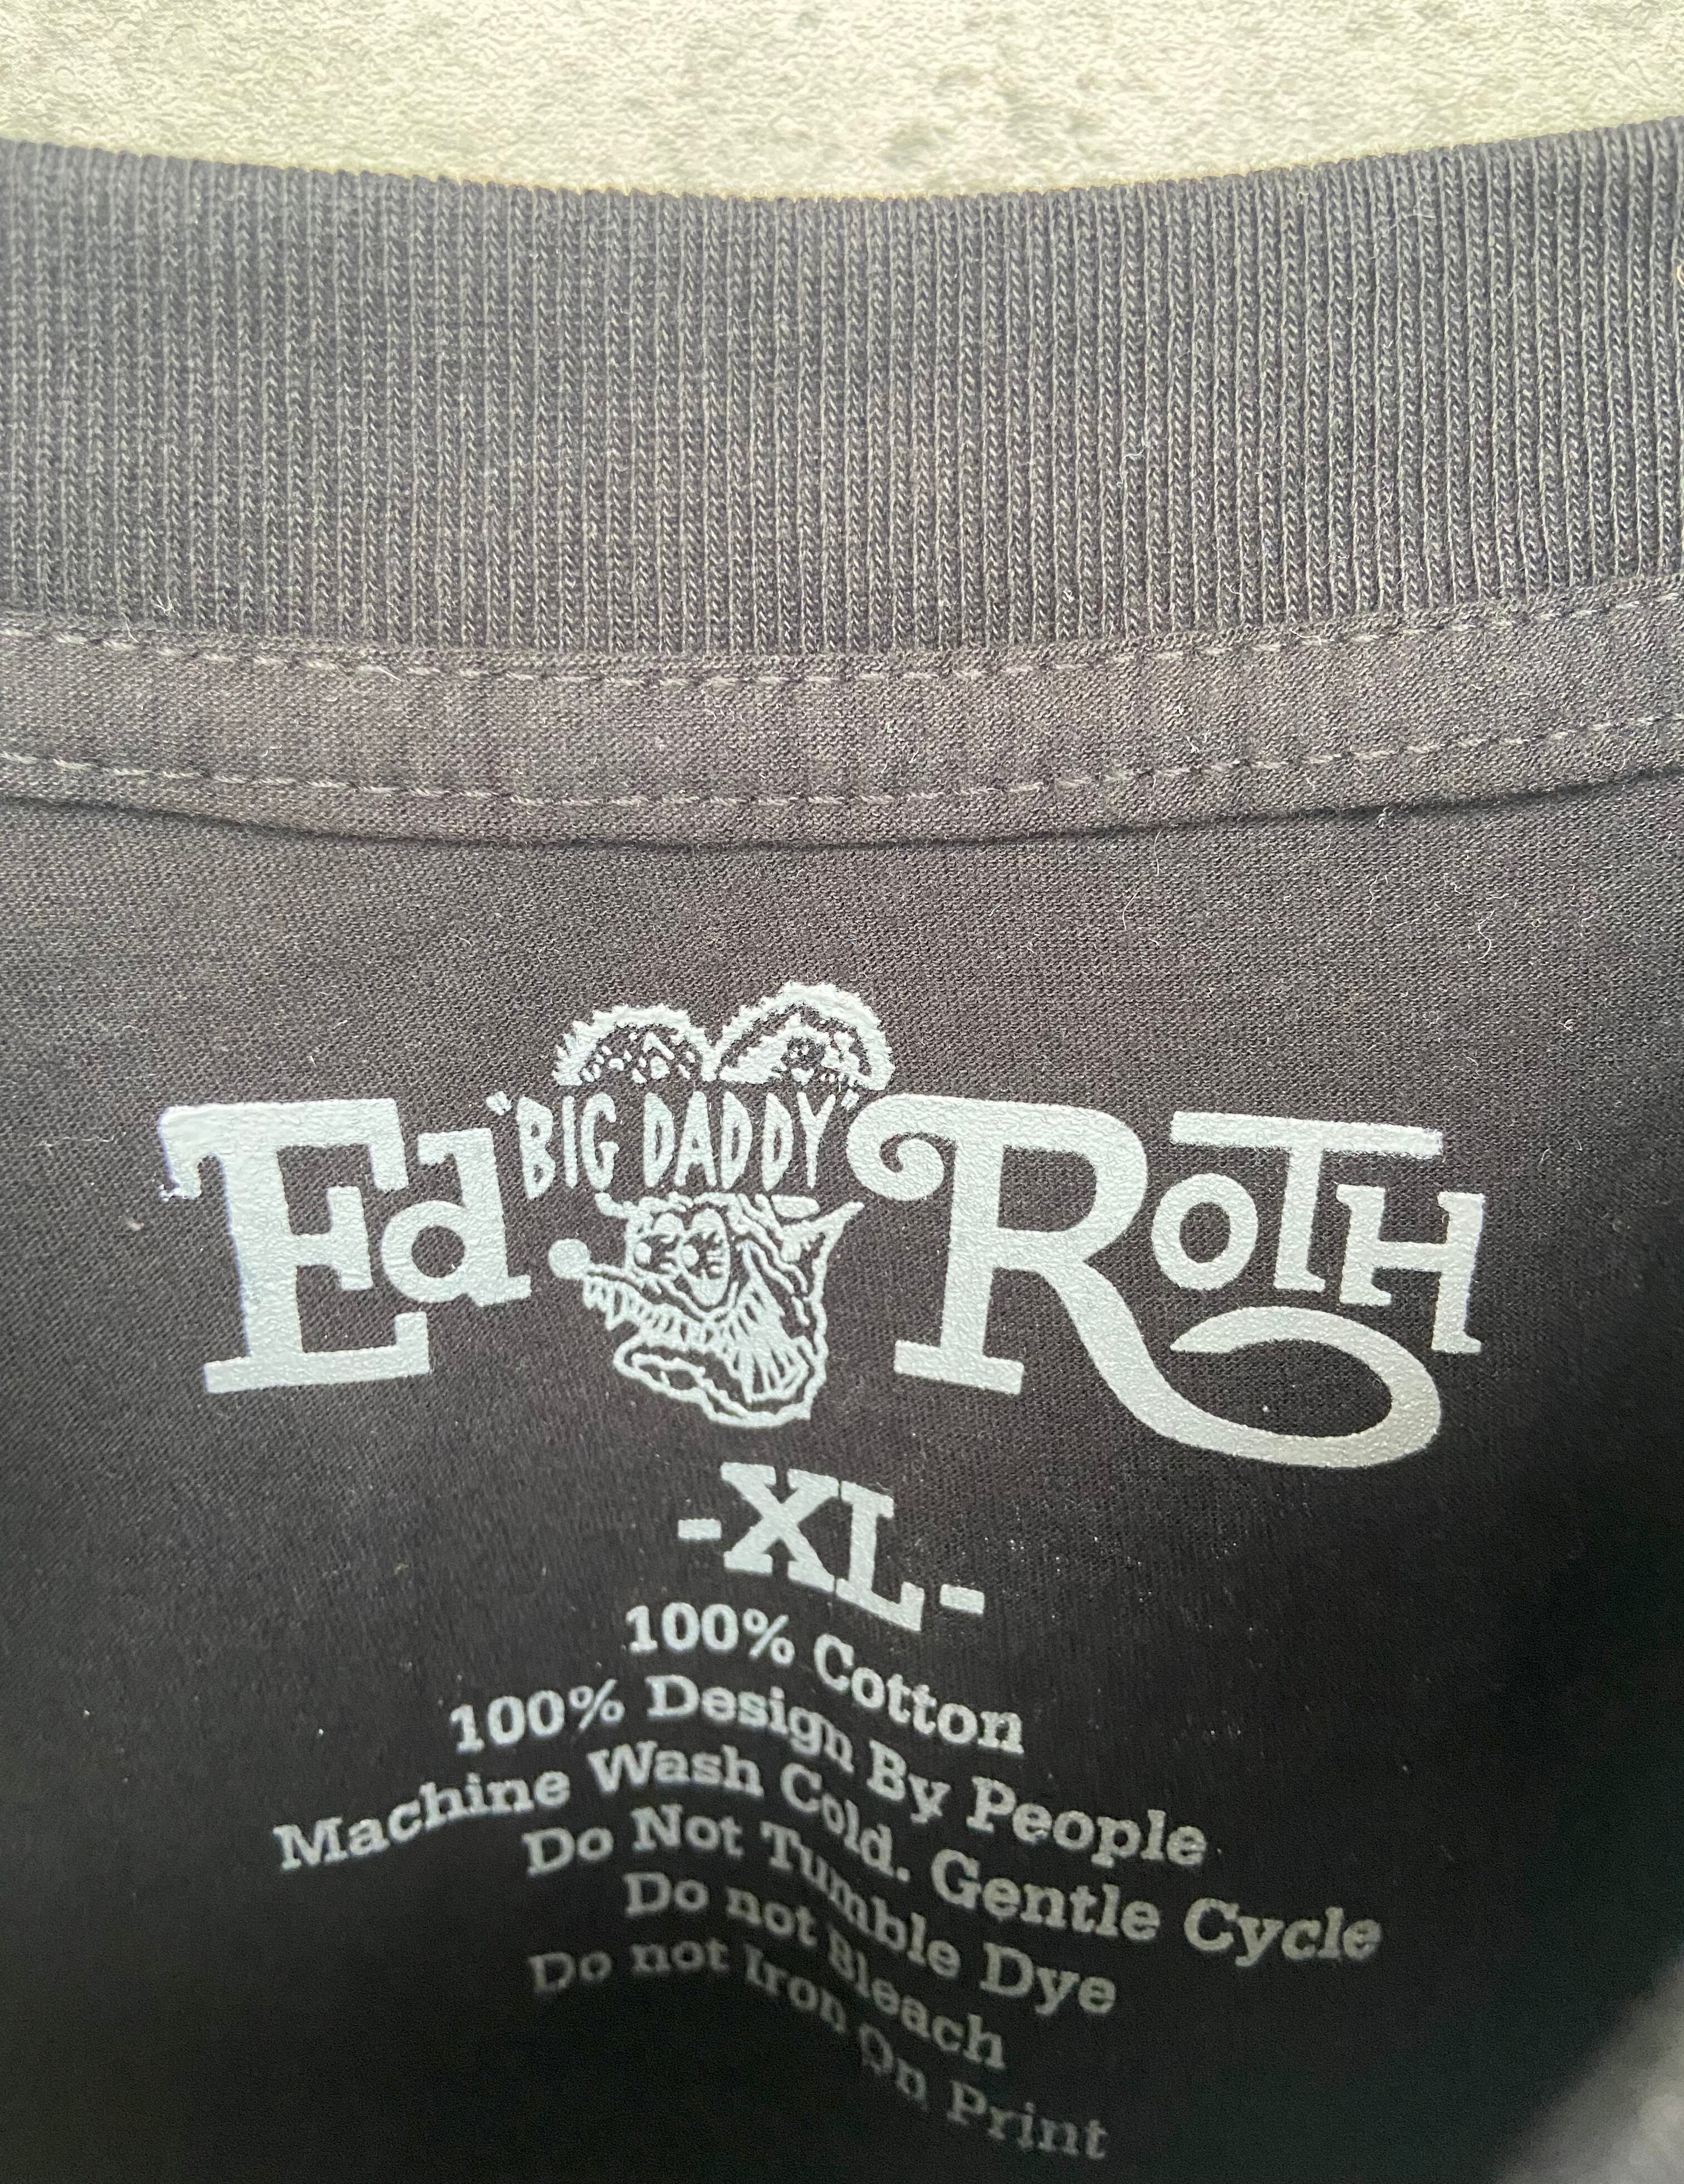 Ed "BIG DADDY" ROTH
-XL-
100% Cotton
100% Design By People
Machine Wash Cold. Gentle Cycle
Do Not Tumble Dye
Do not Bleach
Do not Iron On Print